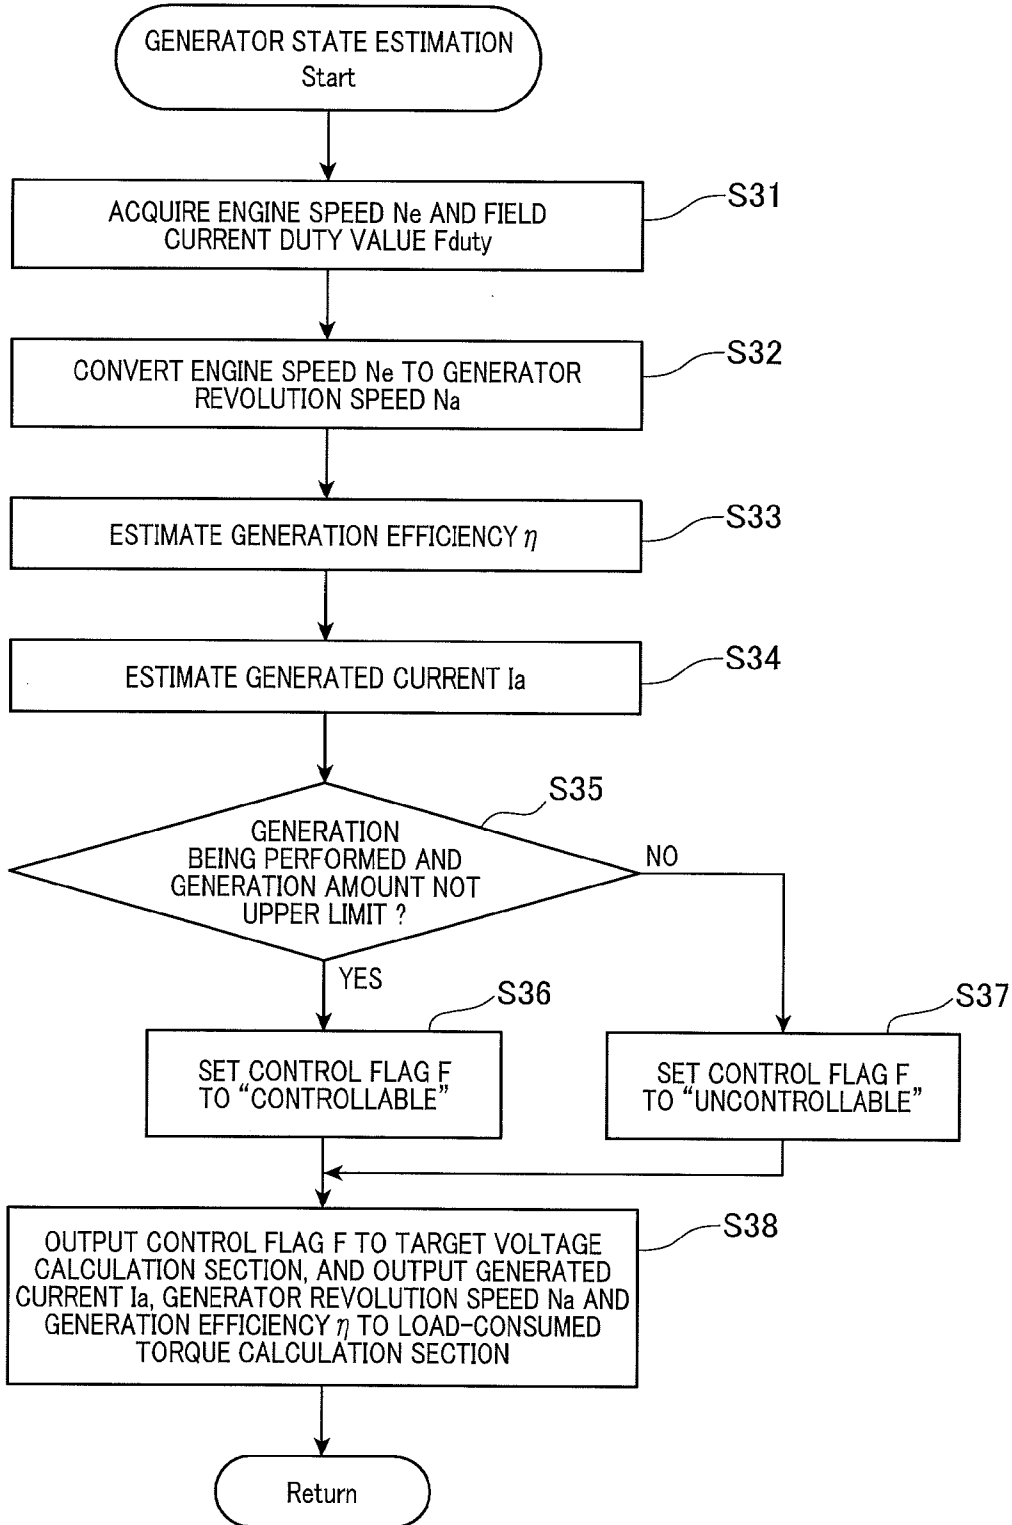 GENERATOR STATE ESTIMATION
Start
S31
ACQUIRE ENGINE SPEED Ne AND FIELD
CURRENT DUTY VALUE Fduty
S32
CONVERT ENGINE SPEED Ne TO GENERATOR
REVOLUTION SPEED Na
S33
ESTIMATE GENERATION EFFICIENCY η
S34
ESTIMATE GENERATED CURRENT Ia
S35
GENERATION
BEING PERFORMED AND
GENERATION AMOUNT NOT
UPPER LIMIT ?
NO
YES
S36
SET CONTROL FLAG F
TO “CONTROLLABLE”
S37
SET CONTROL FLAG F
TO “UNCONTROLLABLE”
S38
OUTPUT CONTROL FLAG F TO TARGET VOLTAGE
CALCULATION SECTION, AND OUTPUT GENERATED
CURRENT Ia, GENERATOR REVOLUTION SPEED Na AND
GENERATION EFFICIENCY η TO LOAD-CONSUMED
TORQUE CALCULATION SECTION
Return